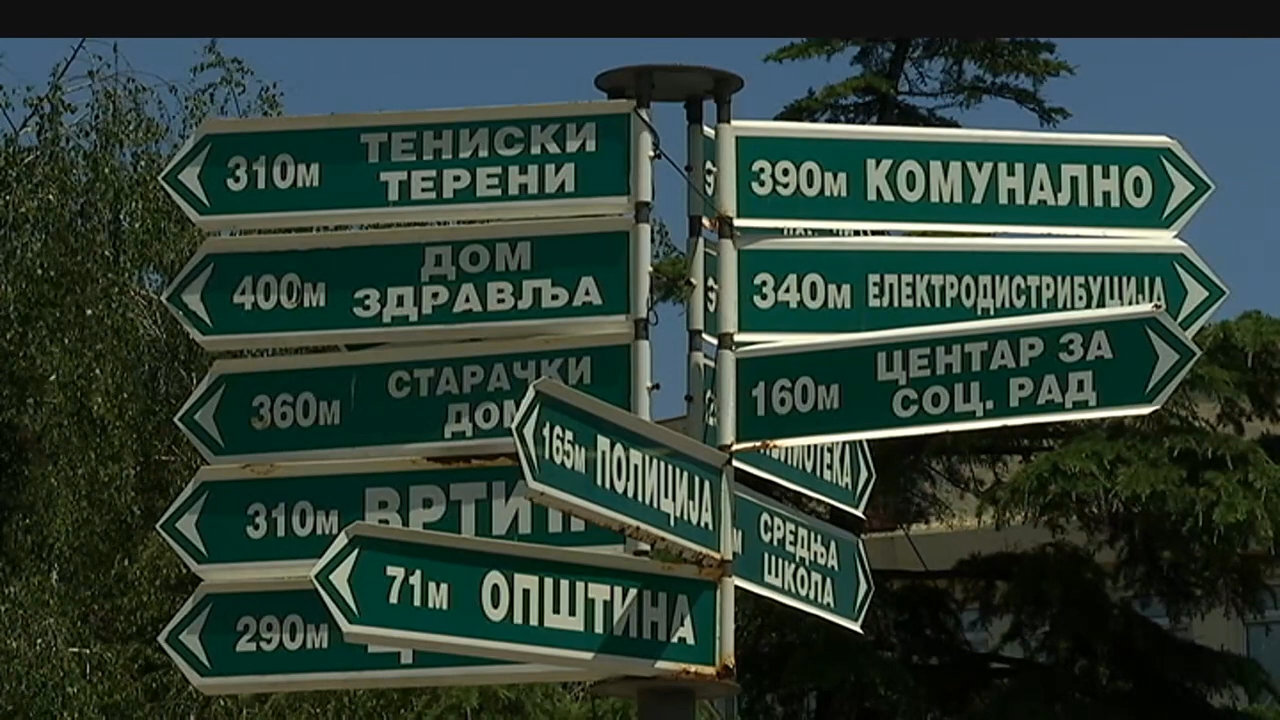 310м ТЕНИСКИ
ТЕРЕНИ
400м ДОМ
ЗДРАВЉА
360м СТАРАЧКИ
ДОМ
310м
290м
165м ПОЛИЦИЈА
71м ОПШТИНА
390м КОМУНАЛНО
340м ЕЛЕКТРОДИСТРИБУЦИЈА
160м ЦЕНТАР ЗА
СОЦ. РАД
СРЕДЊА
ШКОЛА